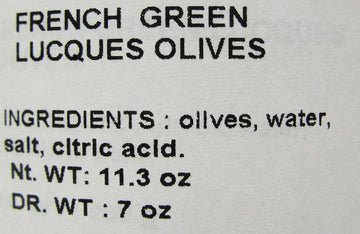 FRENCH GREEN
LUCQUES OLIVES
INGREDIENTS : olives, water,
salt, citric acid.
Nt. WT: 11.3 oz
DR. WT : 7 oz